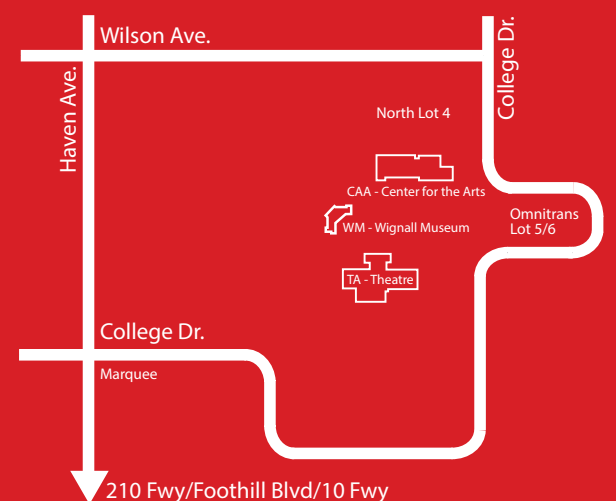 Wilson Ave.
College Dr.
Haven Ave.
North Lot 4
CAA - Center for the Arts
Omnitrans
Lot 5/6
WM - Wignall Museum
TA - Theatre
College Dr.
Marquee
210 Fwy/Foothill Blvd/10 Fwy